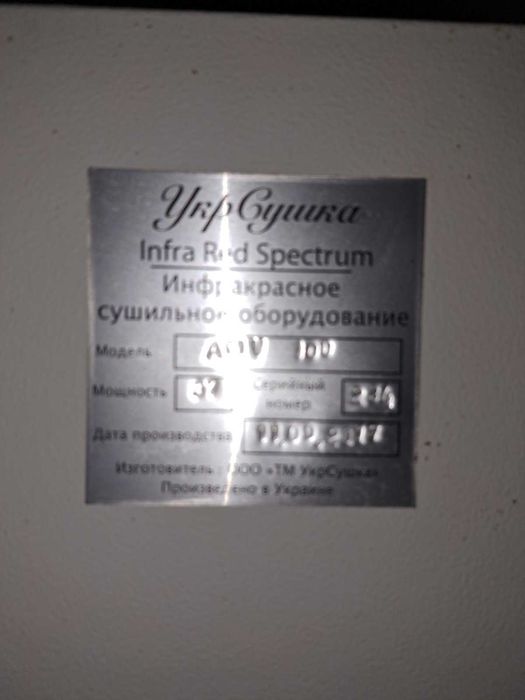 УкрСушка
Infra Red Spectrum
Инфракрасное
сушильное оборудование
Модель
Мощность Серийный номер
Дата производства
Изготовитель : ООО «ТМ УкрСушка»
Произведено в Украине